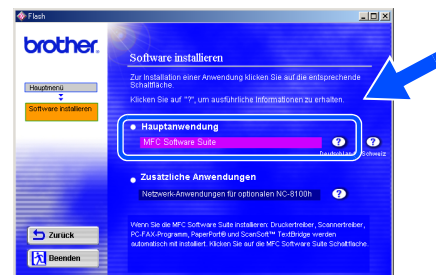 Flash
brother.
Hauptmenü
Software installieren
Software installieren
Zur Installation einer Anwendung klicken Sie auf die entsprechende
Schaltfläche.
Klicken Sie auf "?", um ausführliche Informationen zu erhalten.
Hauptanwendung
MFC Software Suite
? ?
Deutschland Schweiz
Zusätzliche Anwendungen
Netzwerk-Anwendungen für optionalen NC-8100h
?
Wenn Sie die MFC Software Suite installieren: Druckertreiber, Scannertreiber,
PC-FAX-Programm, PaperPort® und ScanSoft™ TextBridge werden
automatisch mit installiert. Klicken Sie auf die MFC Software Suite Schaltfläche.
Zurück
Beenden